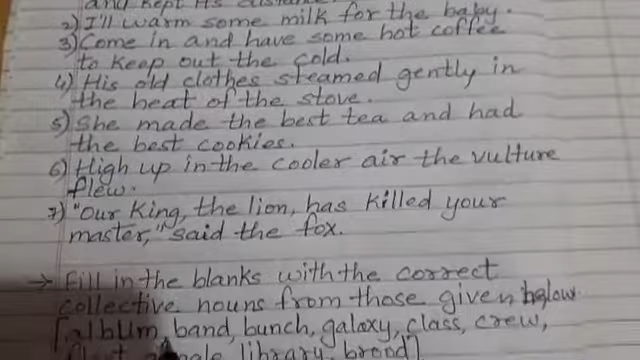 and kept its distance
2) I'll warm some milk for the baby.
3) Come in and have some hot coffee
to keep out the cold.
4) His old clothes steamed gently in
the heat of the stove.
5) She made the best tea and had
the best cookies.
6) High up in the cooler air the vulture
flew.
7) "Our King, the lion, has killed your
master," said the fox.
→ Fill in the blanks with the correct
collective nouns from those given below
[album, band, bunch, galaxy, class, crew,
library, brood]